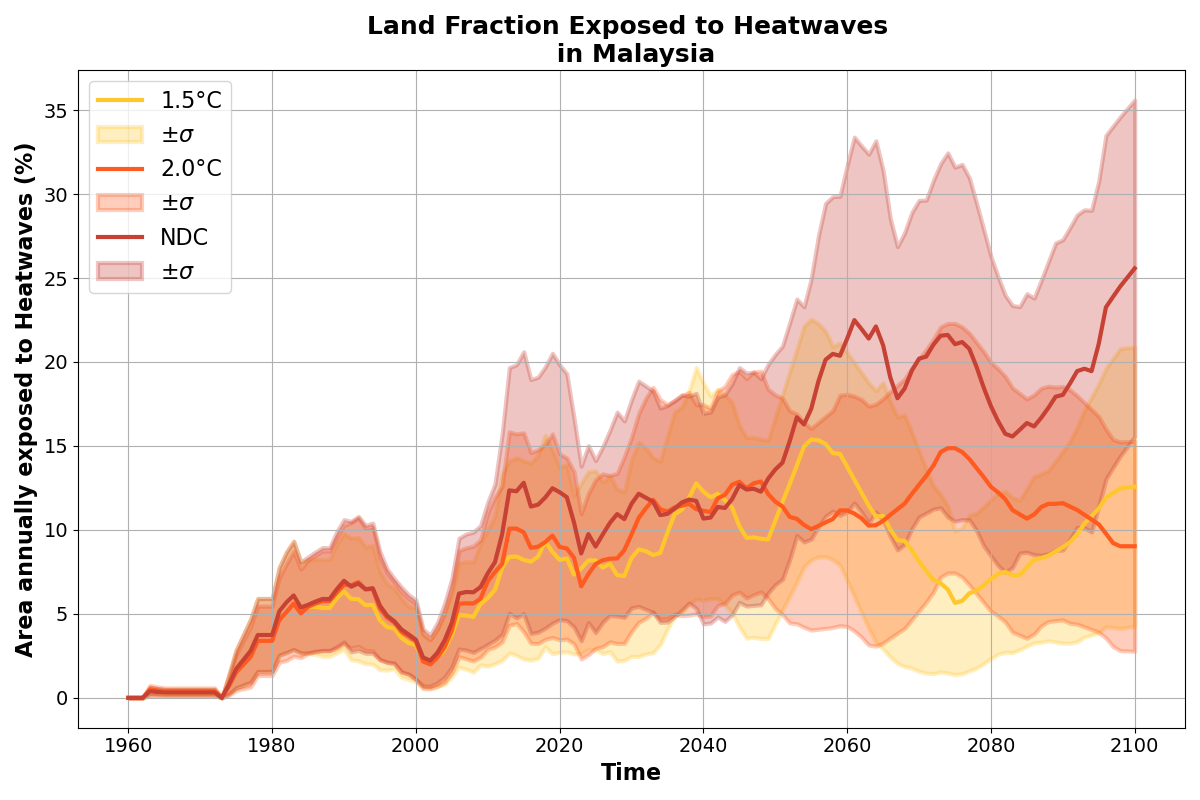 Land Fraction Exposed to Heatwaves
in Malaysia
Area annually exposed to Heatwaves (%)
35
30
25
20
15
10
5
0
1.5°C
±σ
2.0°C
±σ
NDC
±σ
1960 1980 2000 2020 2040 2060 2080 2100
Time